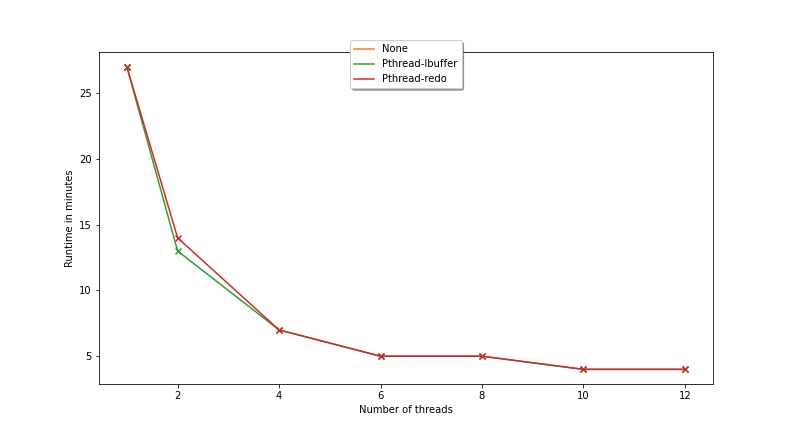 None
Pthread-lbuffer
Pthread-redo
25
20
15
10
5
Runtime in minutes
2 4 6 8 10 12
Number of threads